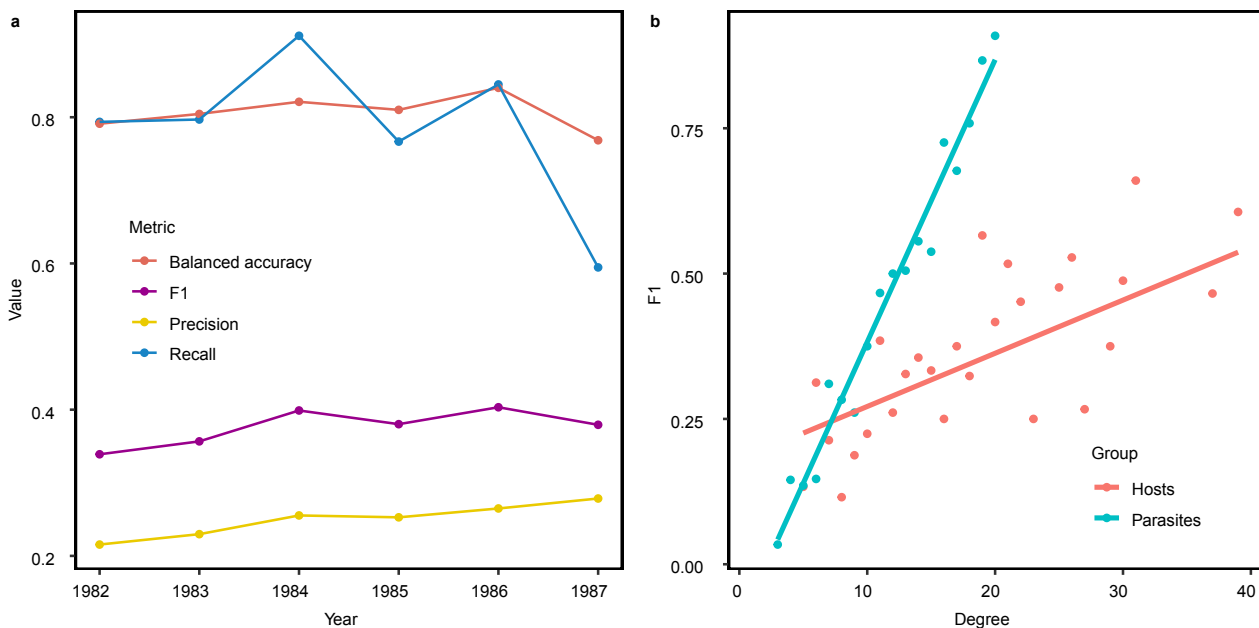 a
0.8
0.6
0.4
0.2
Value
Metric
Balanced accuracy
F1
Precision
Recall
1982 1983 1984 1985 1986 1987
Year
b
0.75
0.50
0.25
0.00
F1
Group
Hosts
Parasites
0 10 20 30 40
Degree